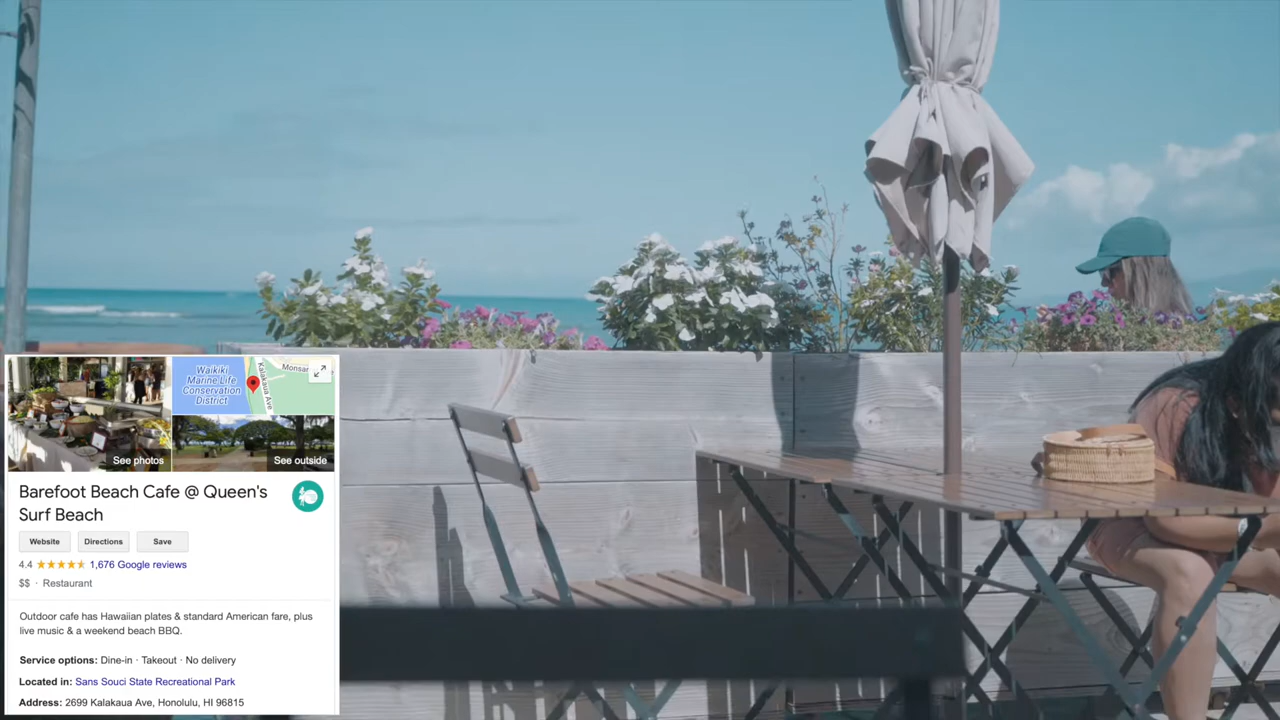 Waikiki
Marine Life
Conservation
District
Kalakaua Ave
See photos
See outside
Barefoot Beach Cafe @ Queen's
Surf Beach
Website
Directions
Save
4.4 1,676 Google reviews
$$ · Restaurant
Outdoor cafe has Hawaiian plates & standard American fare, plus
live music & a weekend beach BBQ.
Service options: Dine-in · Takeout · No delivery
Located in: Sans Souci State Recreational Park
Address: 2699 Kalakaua Ave, Honolulu, HI 96815